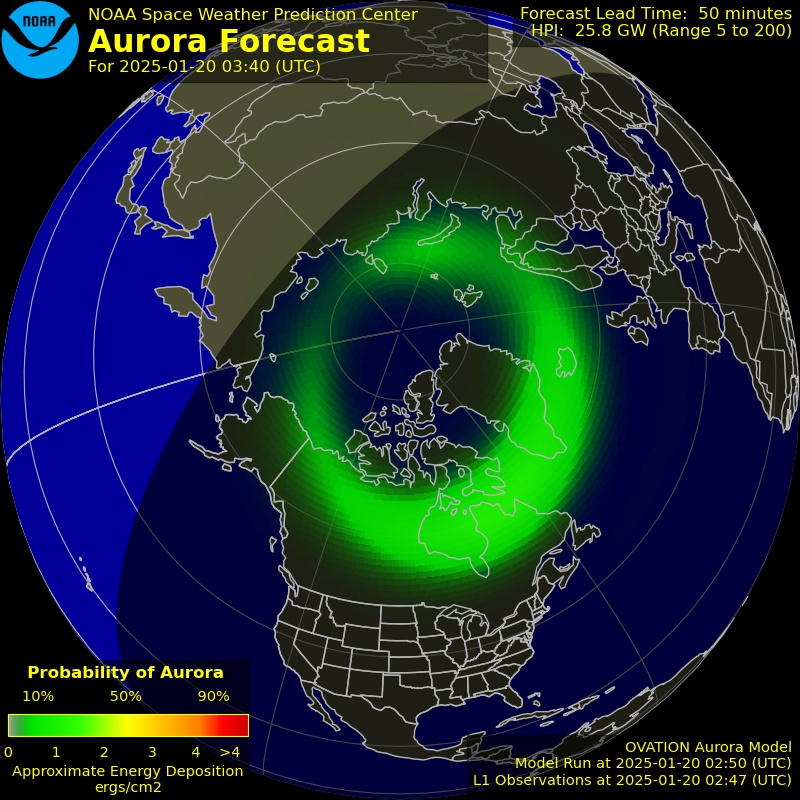 NOAA
NOAA Space Weather Prediction Center
Aurora Forecast
For 2025-01-20 03:40 (UTC)
Forecast Lead Time: 50 minutes
HPI: 25.8 GW (Range 5 to 200)
Probability of Aurora
10% 50% 90%
0 1 2 3 4 >4
Approximate Energy Deposition
ergs/cm2
OVATION Aurora Model
Model Run at 2025-01-20 02:50 (UTC)
L1 Observations at 2025-01-20 02:47 (UTC)